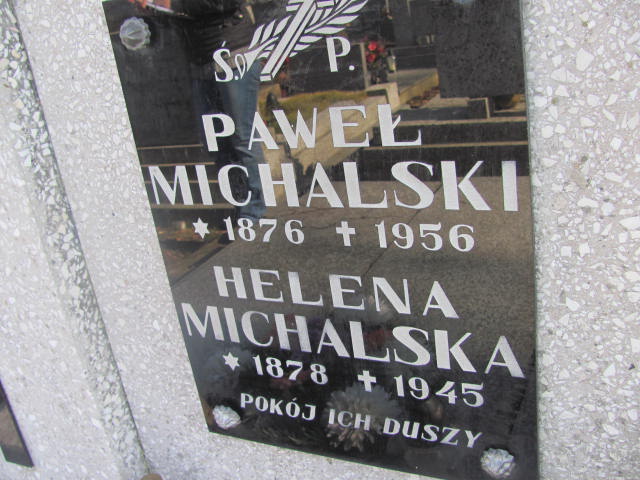 Ś. P.
PAWEŁ
MICHALSKI
✶ 1876 ✝ 1956
HELENA
MICHALSKA
✶ 1878 ✝ 1945
POKÓJ ICH DUSZY